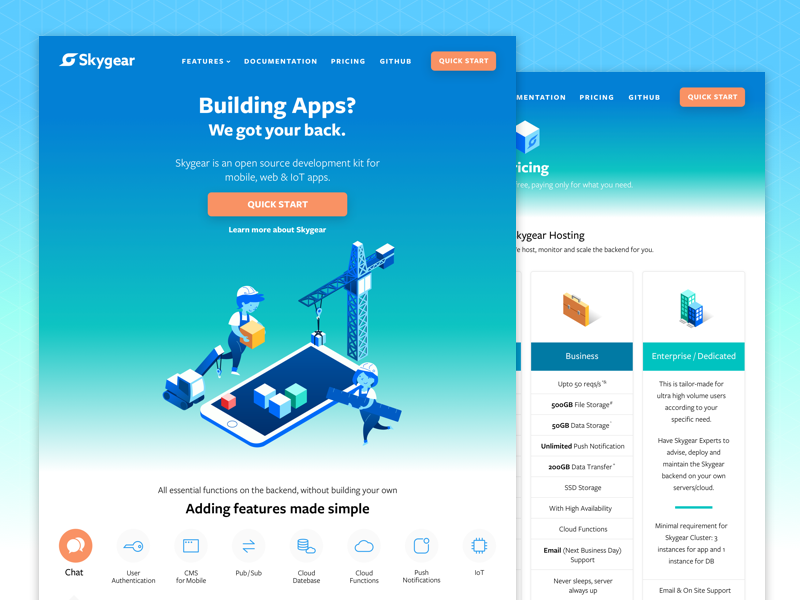 Skygear
FEATURES
DOCUMENTATION
PRICING
GITHUB
QUICK START
Building Apps?
We got your back.
Skygear is an open source development kit for
mobile, web & IoT apps.
QUICK START
Learn more about Skygear
All essential functions on the backend, without building your own
Adding features made simple
Chat
User
Authentication
CMS
for Mobile
Pub/Sub
Cloud
Datebase
Cloud
Functions
Push
Notifications
IoT
MENTATION
PRICING
GITHUB
QUICK START
ricing
free, paying only for what you need.
kygear Hosting
e host, monitor and scale the backend for you.
Business
Upto 50 reqs/s
500GB File Storage
50GB Data Storage
Unlimited Push Notification
200GB Data Transfer
SSD Storage
With High Availability
Cloud Functions
Email (Next Business Day)
Support
Never sleeps, server
always up
Enterprise / Dedicated
This is tailor-made for
ultra high volume users
according to your
specific need.
Have Skygear Experts to
advise, deploy and
maintain the Skygear
backend on your own
servers/cloud.
Minimal requirement for
Skygear Cluster: 3
instances for app and 1
instance for DB
Email & On Site Support